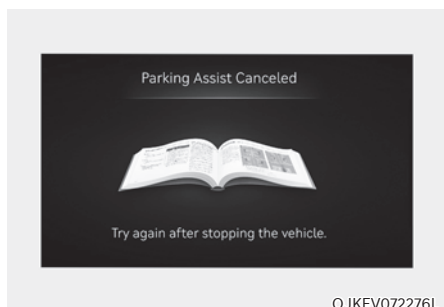 Parking Assist Canceled
Try again after stopping the vehicle.
OJKEV072276L